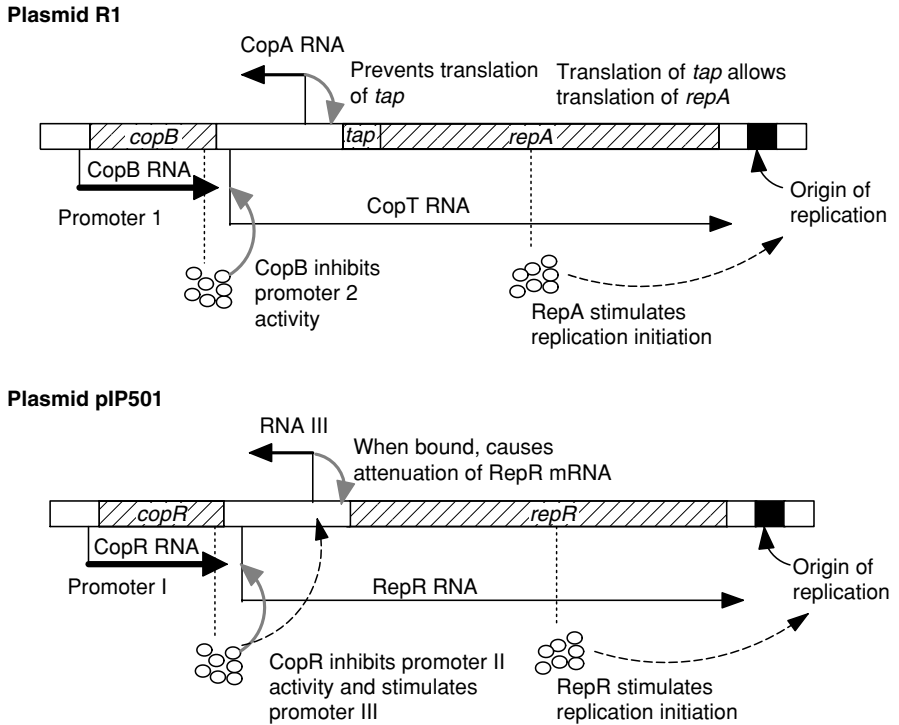 Plasmid R1
CopA RNA
Prevents translation
of tap
Translation of tap allows
translation of repA
copB
tap
repA
CopB RNA
Promoter 1
CopT RNA
Origin of
replication
CopB inhibits
promoter 2
activity
RepA stimulates
replication initiation
Plasmid pIP501
RNA III
When bound, causes
attenuation of RepR mRNA
copR
repR
CopR RNA
Promoter I
RepR RNA
Origin of
replication
CopR inhibits promoter II
activity and stimulates
promoter III
RepR stimulates
replication initiation